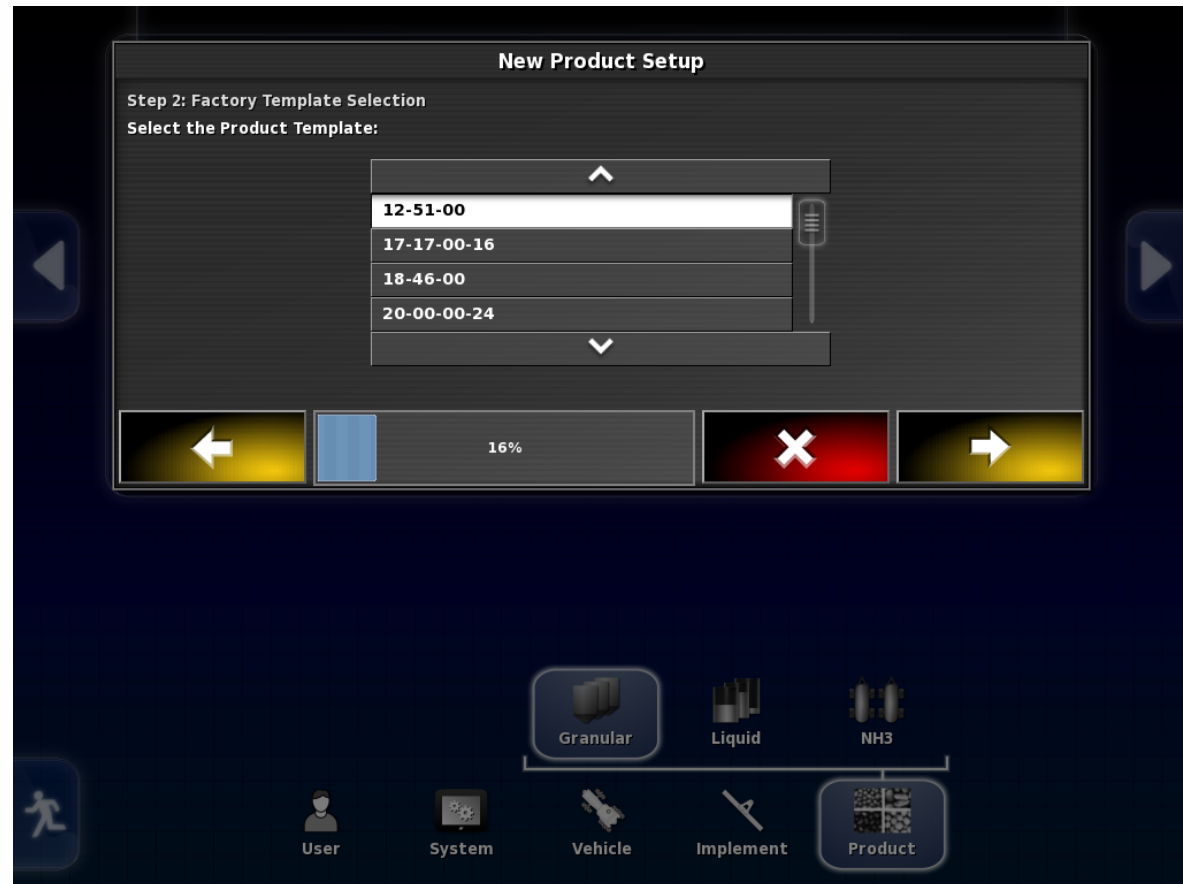 New Product Setup
Step 2: Factory Template Selection
Select the Product Template:
12-51-00
17-17-00-16
18-46-00
20-00-00-24
16%
Granular Liquid NH3
User System Vehicle Implement Product